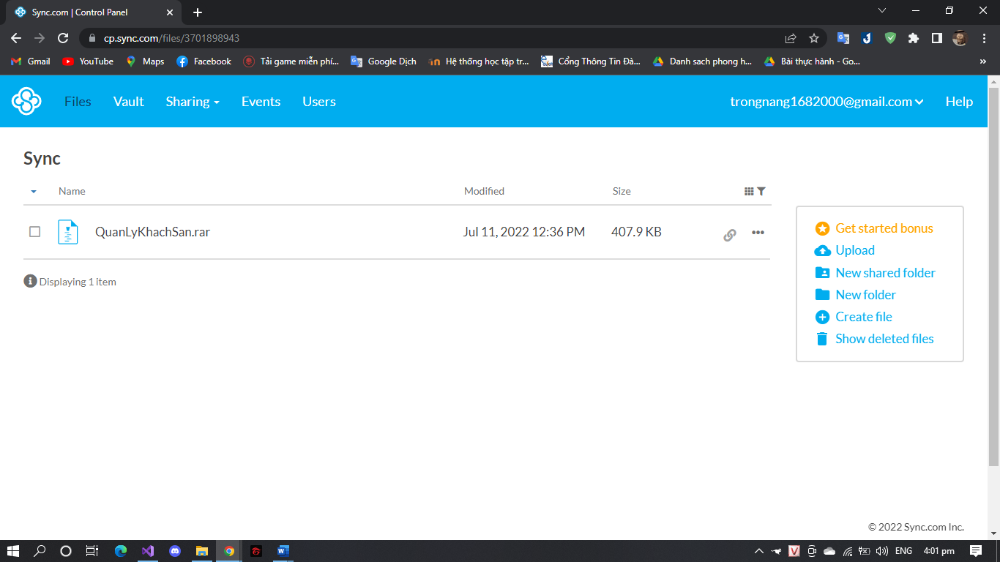 Sync.com | Control Panel
cp.sync.com/files/3701898943
Gmail YouTube Maps Facebook Tải game miễn phí... Google Dịch Hệ thống học tập tr... Cổng Thông Tin Đà... Danh sach phong h... Bài thực hành - Go... »
Files Vault Sharing Events Users trongnang1682000@gmail.com Help
Sync
Name Modified Size
QuanLyKhachSan.rar Jul 11, 2022 12:36 PM 407.9 KB
Displaying 1 item
Get started bonus
Upload
New shared folder
New folder
Create file
Show deleted files
© 2022 Sync.com Inc.
ENG 4:01 pm